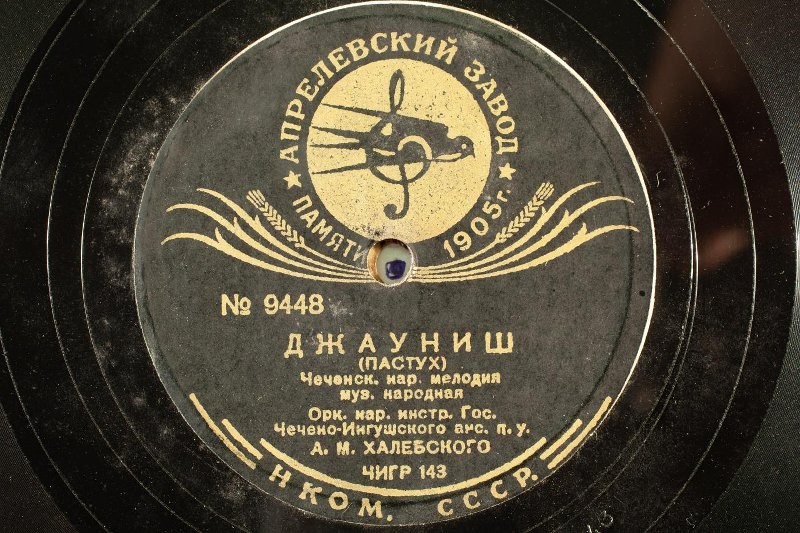 АПРЕЛЕВСКИЙ ЗАВОД
ПАМЯТИ 1905 г.
№ 9448
ДЖАУНИШ
(ПАСТУХ)
Чеченск. нар. мелодия
муз. народная
Орк. нар. инстр. Гос.
Чечено-Ингушского анс. п. у.
А. М. ХАЛЕБСКОГО
ЧИГР 143
НКОМ. СССР.